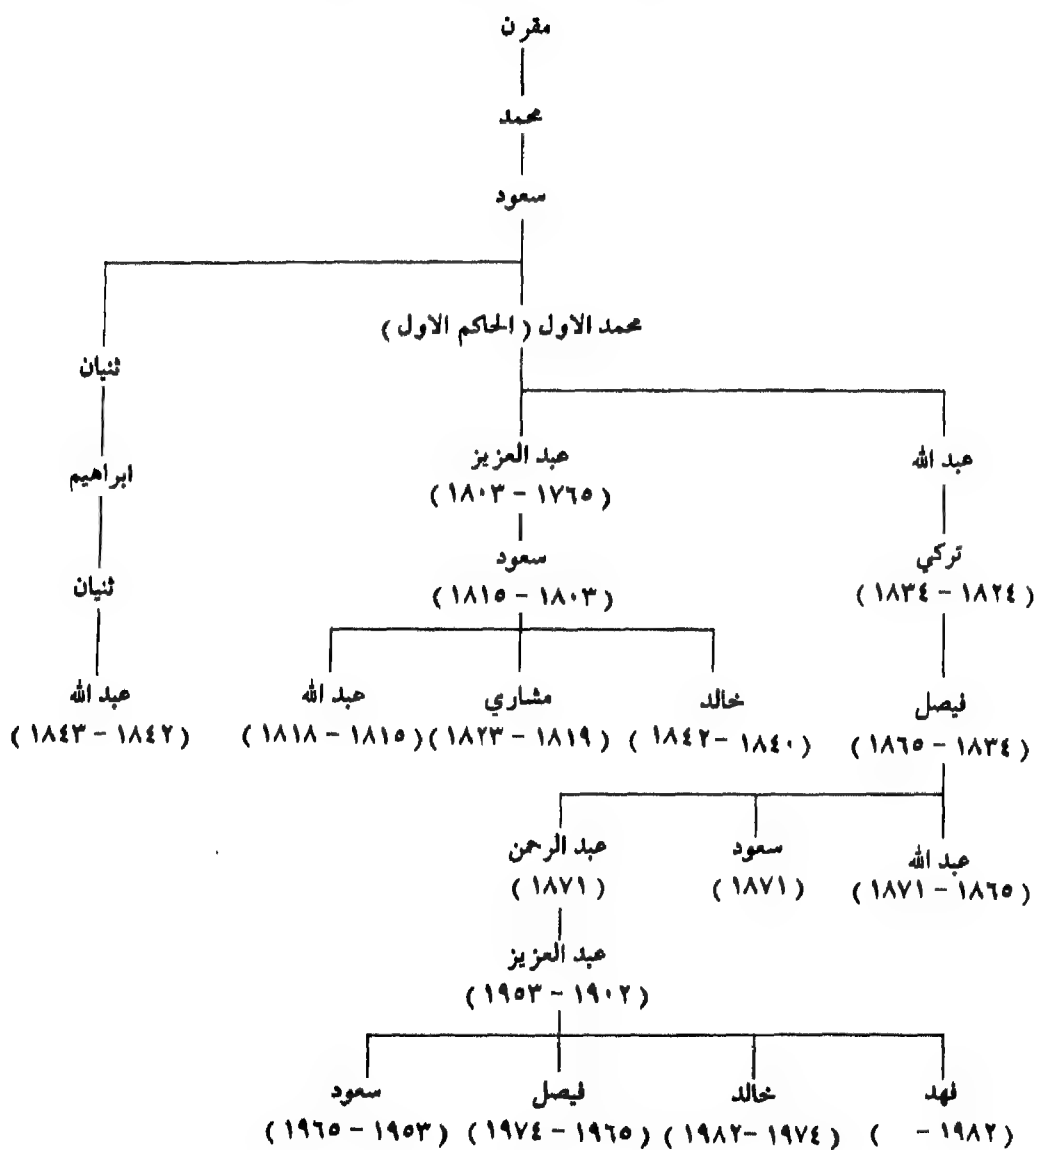 مقرن
محمد
سعود
محمد الاول ( الحاكم الاول )
ثنيان
عبد الله
عبد العزيز
( ١٧٦٥ - ١٨٠٣ )
ابراهيم
تركي
( ١٨٢٤ - ١٨٣٤ )
سعود
( ١٨٠٣ - ١٨١٥ )
ثنيان
فيصل
( ١٨٣٤ - ١٨٦٥ )
خالد
( ١٨٤٠ - ١٨٤٢ )
مشاري
( ١٨١٩ - ١٨٢٣ )
عبد الله
( ١٨١٥ - ١٨١٨ )
عبد الله
( ١٨٤٢ - ١٨٤٣ )
عبد الله
( ١٨٦٥ - ١٨٧١ )
سعود
( ١٨٧١ )
عبد الرحمن
( ١٨٧١ )
عبد العزيز
( ١٩٠٢ - ١٩٥٣ )
فهد
( ١٩٨٢ - )
خالد
( ١٩٧٤ - ١٩٨٢ )
فيصل
( ١٩٦٥ - ١٩٧٤ )
سعود
( ١٩٥٣ - ١٩٦٥ )